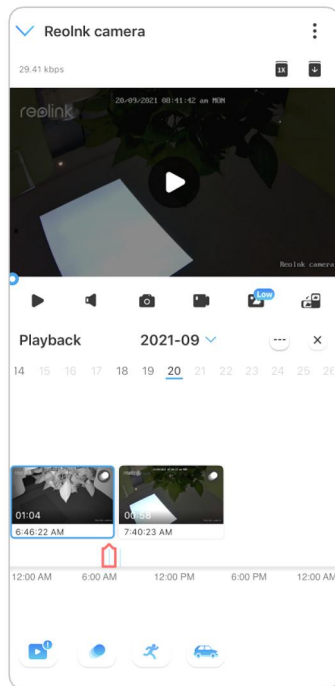 Reolnk camera
29.41 kbps
1X
reolink
20/09/2021 08:41:42 am MON
Reolnk camera
Low
Playback 2021-09
14 15 16 17 18 19 20 21 22 23 24 25 26
01:04 00:58
6:46:22 AM 7:40:23 AM
12:00 AM 6:00 AM 12:00 PM 6:00 PM 12:00 AM